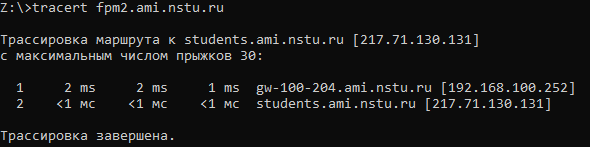 Z:\>tracert fpm2.ami.nstu.ru
Трассировка маршрута к students.ami.nstu.ru [217.71.130.131]
с максимальным числом прыжков 30:
1 2 ms 2 ms 1 ms gw-100-204.ami.nstu.ru [192.168.100.252]
2 <1 мс <1 мс <1 мс students.ami.nstu.ru [217.71.130.131]
Трассировка завершена.